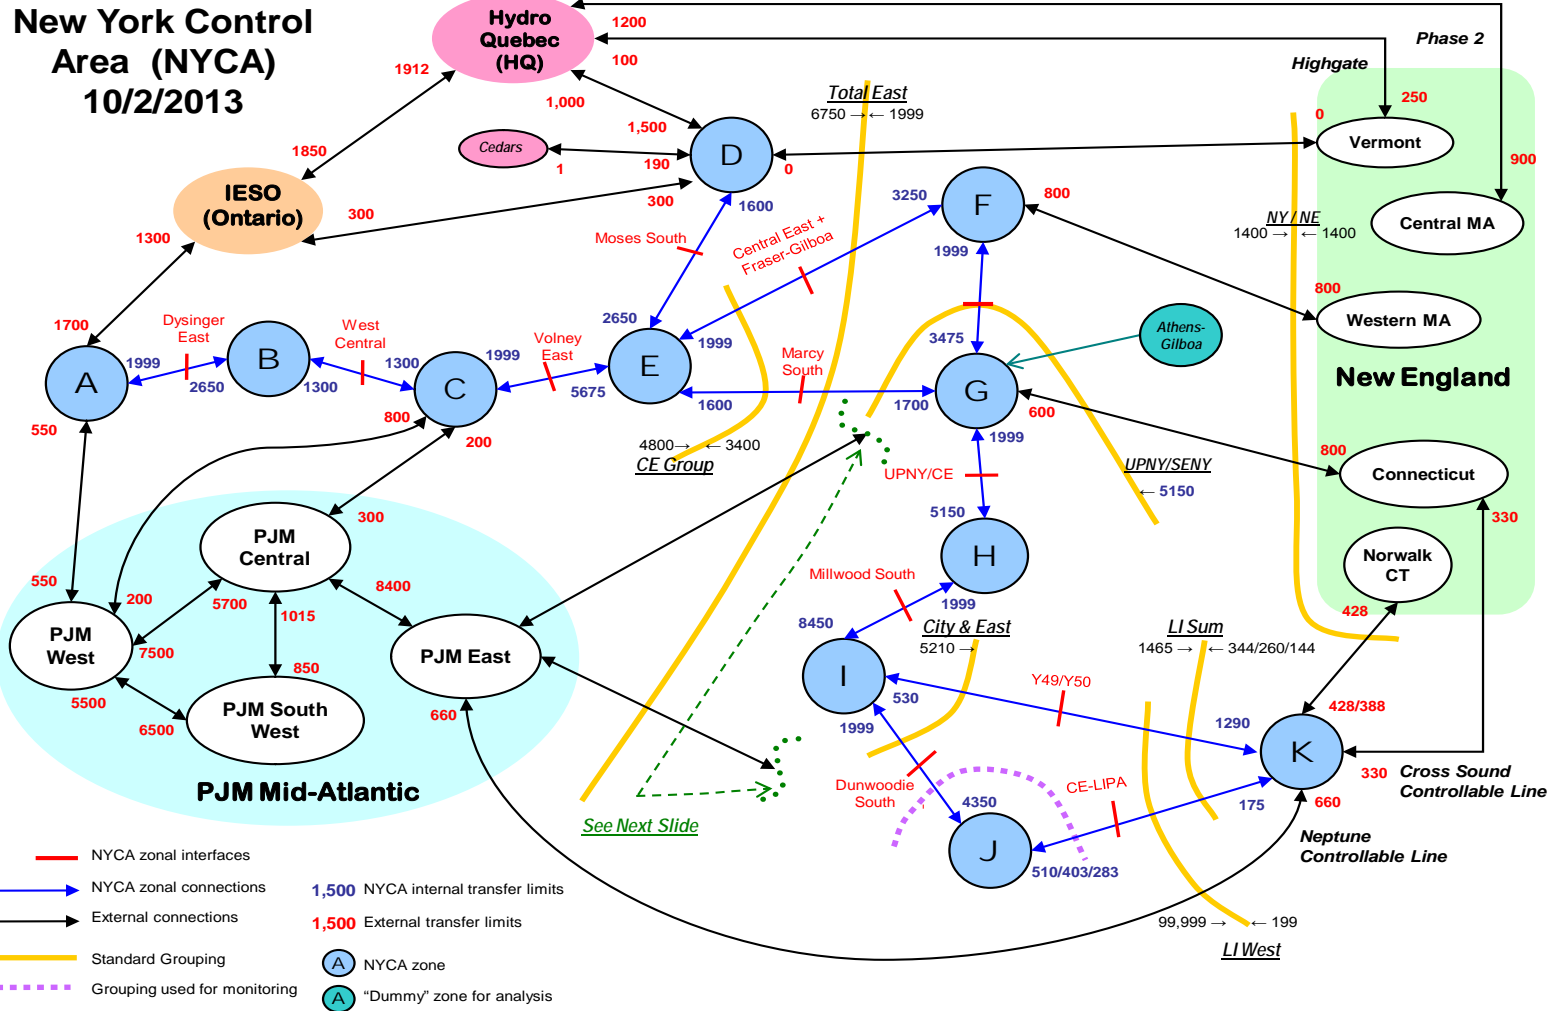 New York Control
Area (NYCA)
10/2/2013
Hydro
Quebec
(HQ)
1200
100
Phase 2
Highgate
1912
1,000
1,500
Cedars
1
190
D
0
Total East
6750 →← 1999
0
250
Vermont
900
1850
IESO
(Ontario)
300
300
1600
3250
F
800
NY / NE
1400 → ← 1400
Central MA
1300
Moses South
Central East +
Fraser-Gilboa
1999
800
Western MA
1700
Dysinger
East
West
Central
2650
Volney
East
1999
3475
Athens-
Gilboa
A
1999
2650
B
1300
1300
C
1999
5675
E
1600
Marcy
South
1700
G
600
New England
550
800
200
4800→ ← 3400
CE Group
1999
UPNY/CE
UPNY/SENY
← 5150
800
Connecticut
330
PJM
Central
300
5150
H
Norwalk
CT
550
200
5700
8400
1015
Millwood South
1999
428
PJM
West
7500
PJM East
8450
City & East
5210 →
LI Sum
1465 → ← 344/260/144
850
5500
6500
PJM South
West
660
I
530
1999
Y49/Y50
1290
428/388
K
330
Cross Sound
Controllable Line
PJM Mid-Atlantic
See Next Slide
Dunwoodie
South
4350
CE-LIPA
175
660
Neptune
Controllable Line
J
510/403/283
99,999 → ← 199
LI West
NYCA zonal interfaces
NYCA zonal connections
1,500 NYCA internal transfer limits
External connections
1,500 External transfer limits
Standard Grouping
A NYCA zone
Grouping used for monitoring
A "Dummy" zone for analysis